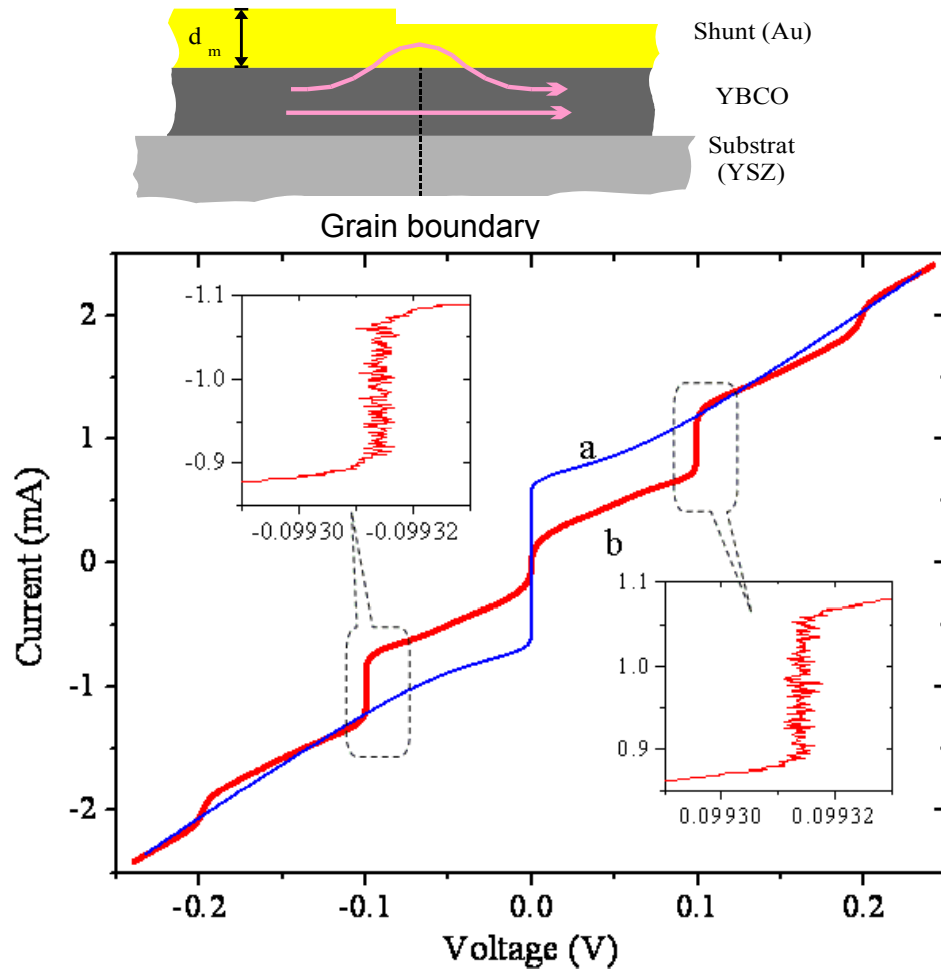 d m
Shunt (Au)
YBCO
Substrat
(YSZ)
Grain boundary
Current (mA)
2
1
0
-1
-2
-1.1
-1.0
-0.9
-0.09930 -0.09932
a
b
1.1
1.0
0.9
0.09930 0.09932
-0.2 -0.1 0.0 0.1 0.2
Voltage (V)